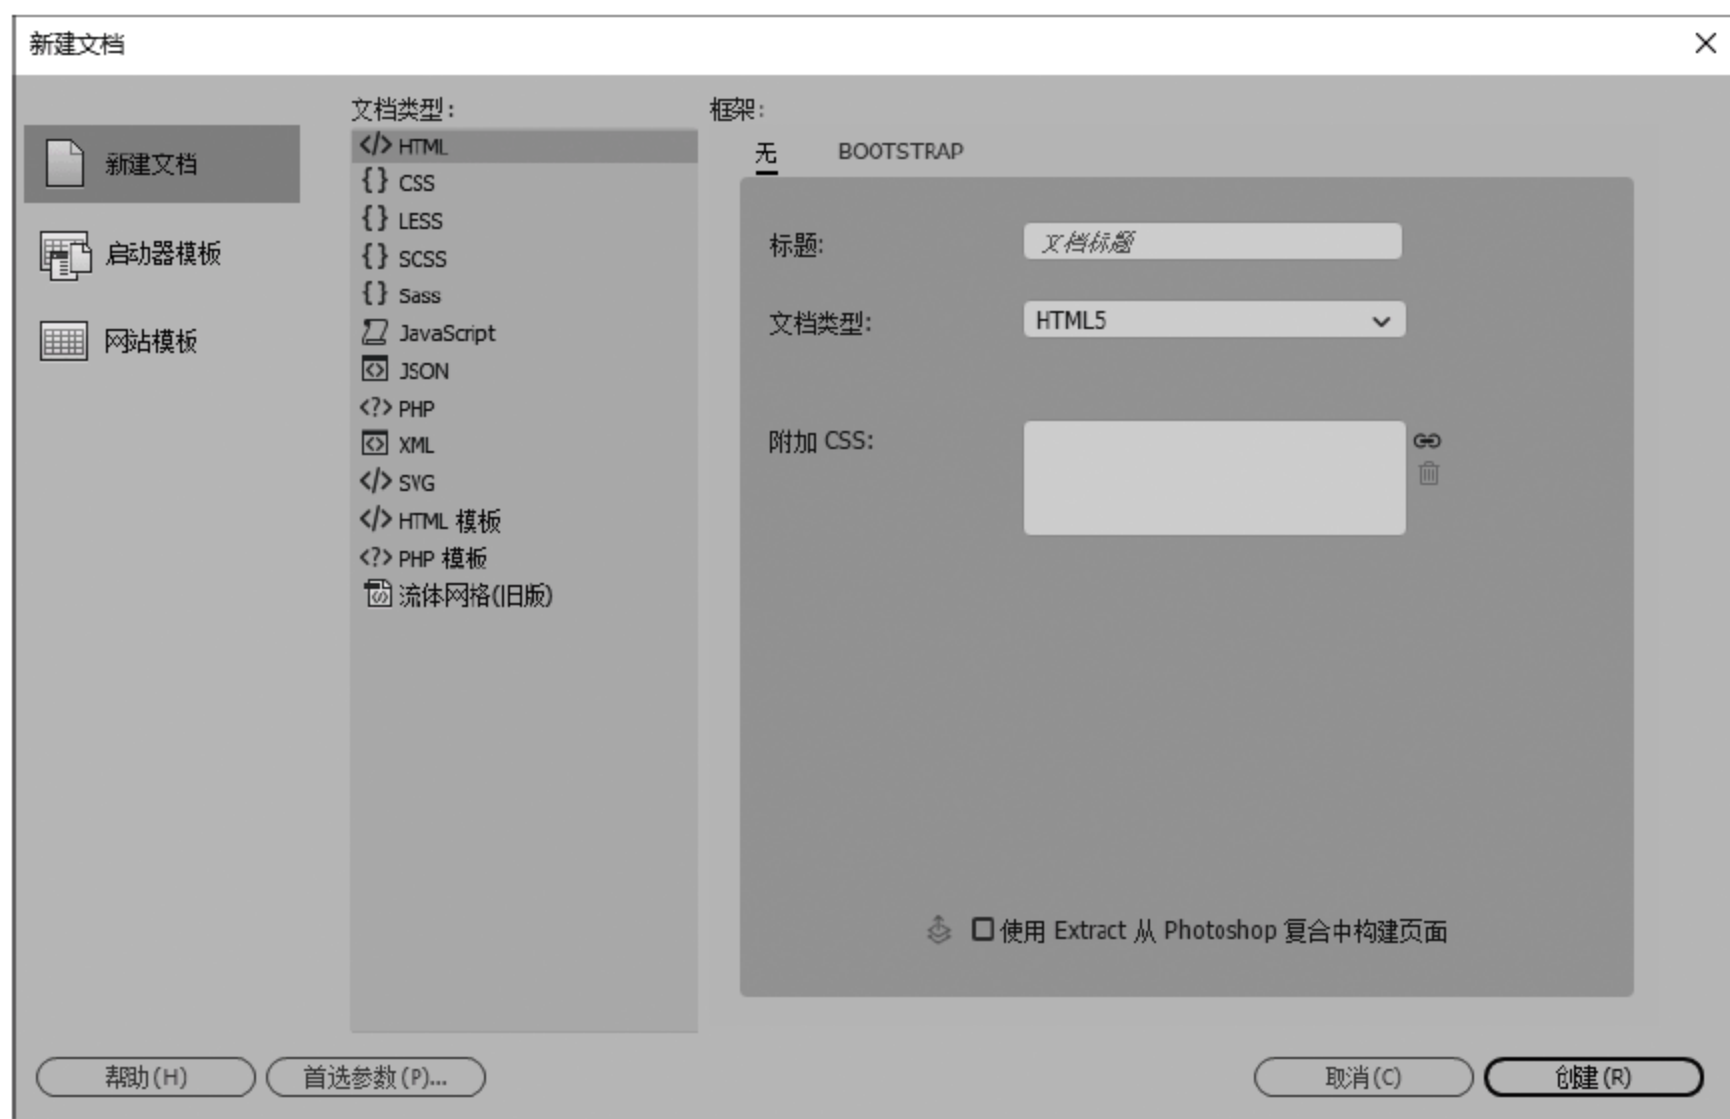 新建文档
新建文档
启动器模板
网站模板
文档类型:
</> HTML
{} CSS
{} LESS
{} SCSS
{} Sass
JavaScript
JSON
<?> PHP
XML
</> SVG
</> HTML 模板
<?> PHP 模板
流体网格(旧版)
框架:
无 BOOTSTRAP
标题: 文档标题
文档类型: HTML5
附加 CSS:
使用 Extract 从 Photoshop 复合中构建页面
帮助(H) 首选参数(P)... 取消(C) 创建(R)